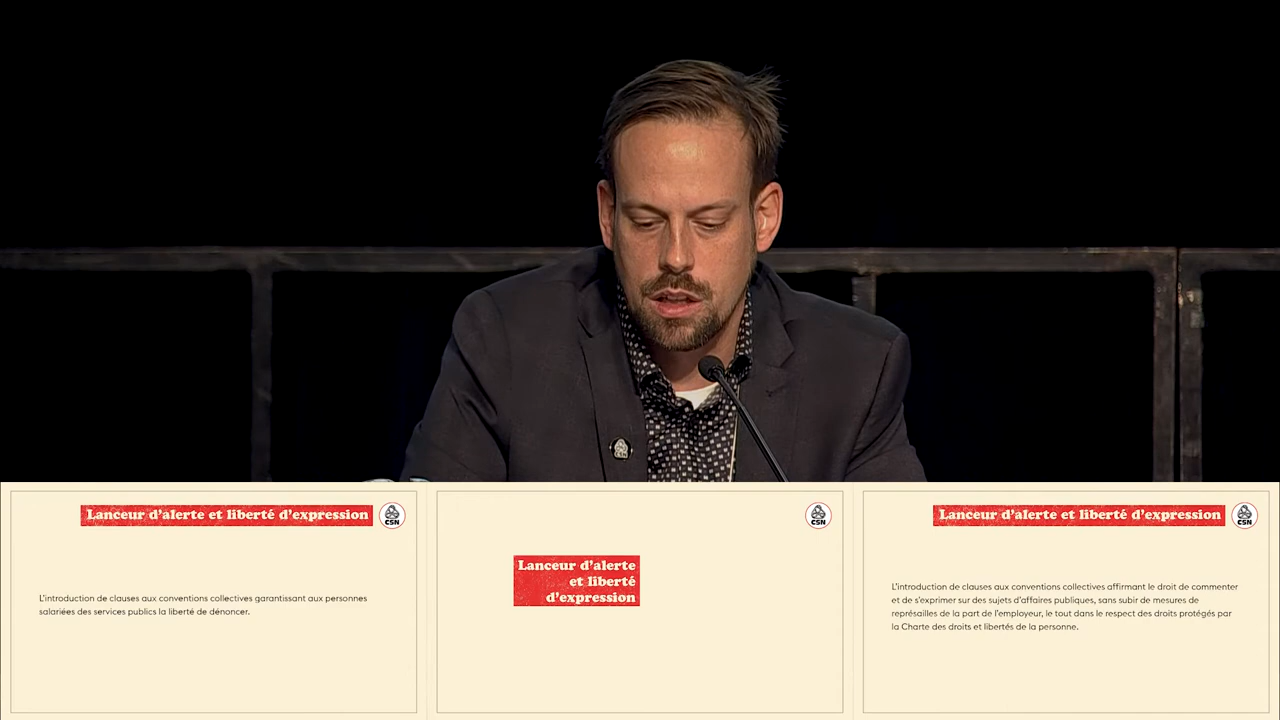 Lanceur d'alerte et liberté d'expression
CSN
L'introduction de clauses aux conventions collectives garantissant aux personnes
salariées des services publics la liberté de dénoncer.
Lanceur d'alerte
et liberté
d'expression
Lanceur d'alerte et liberté d'expression
CSN
L'introduction de clauses aux conventions collectives affirmant le droit de commenter
et de s'exprimer sur des sujets d'affaires publiques, sans subir de mesures de
représailles de la part de l'employeur, le tout dans le respect des droits protégés par
la Charte des droits et libertés de la personne.